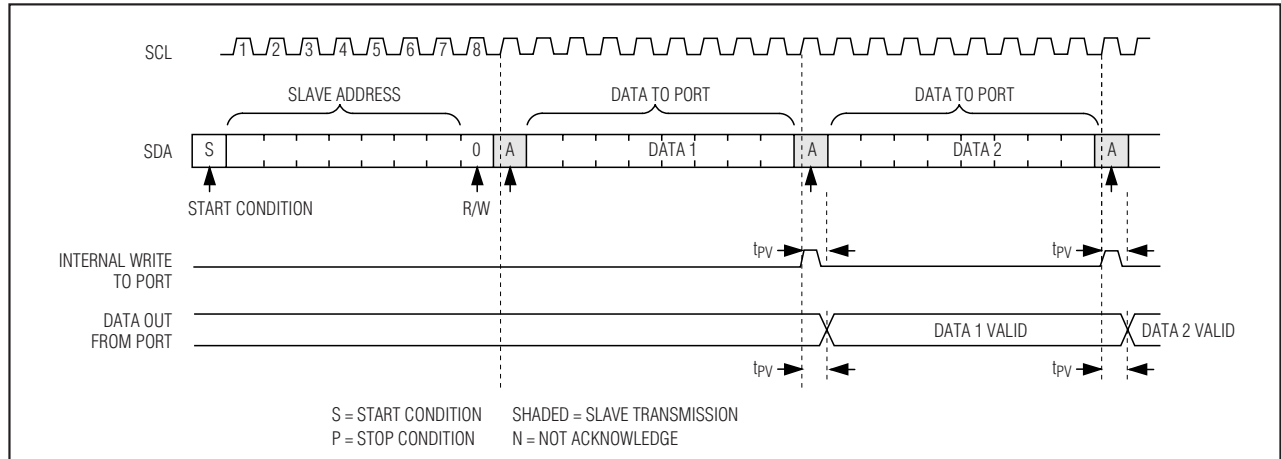 SCL 1 2 3 4 5 6 7 8
SLAVE ADDRESS DATA TO PORT DATA TO PORT
SDA S 0 A DATA 1 A DATA 2 A
START CONDITION R/W
tPV tPV
INTERNAL WRITE
TO PORT
DATA OUT
FROM PORT
DATA 1 VALID DATA 2 VALID
tPV tPV
S = START CONDITION SHADED = SLAVE TRANSMISSION
P = STOP CONDITION N = NOT ACKNOWLEDGE